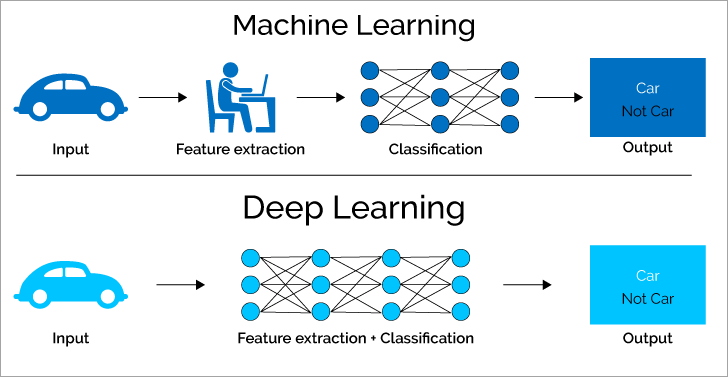 Machine Learning
Car
Not Car
Input
Feature extraction
Classification
Output
Deep Learning
Car
Not Car
Input
Feature extraction + Classification
Output